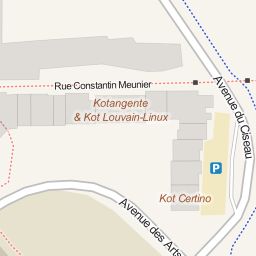 Rue Constantin Meunier
Kotangente
& Kot Louvain-Linux
Avenue du Ciseau
P
Kot Certino
Avenue des Arts